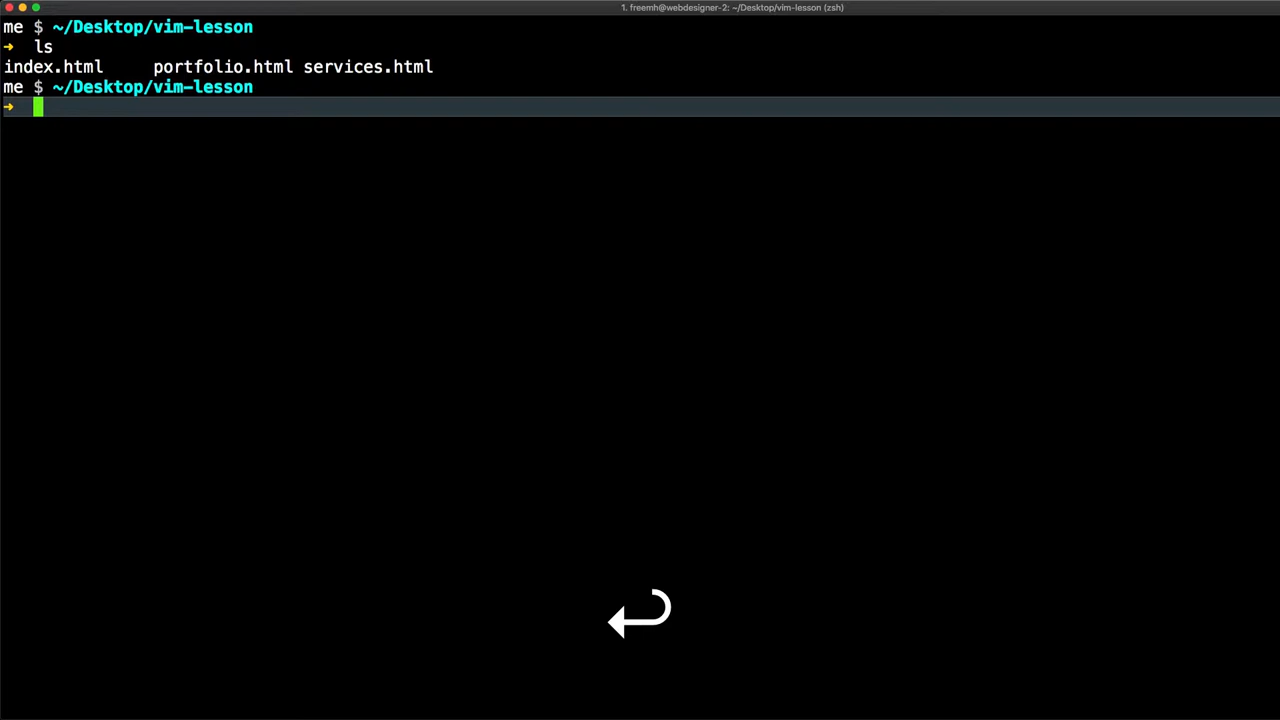 1. freemh@webdesigner-2: ~/Desktop/vim-lesson (zsh)
me $ ~/Desktop/vim-lesson
➜ ls
index.html portfolio.html services.html
me $ ~/Desktop/vim-lesson
➜